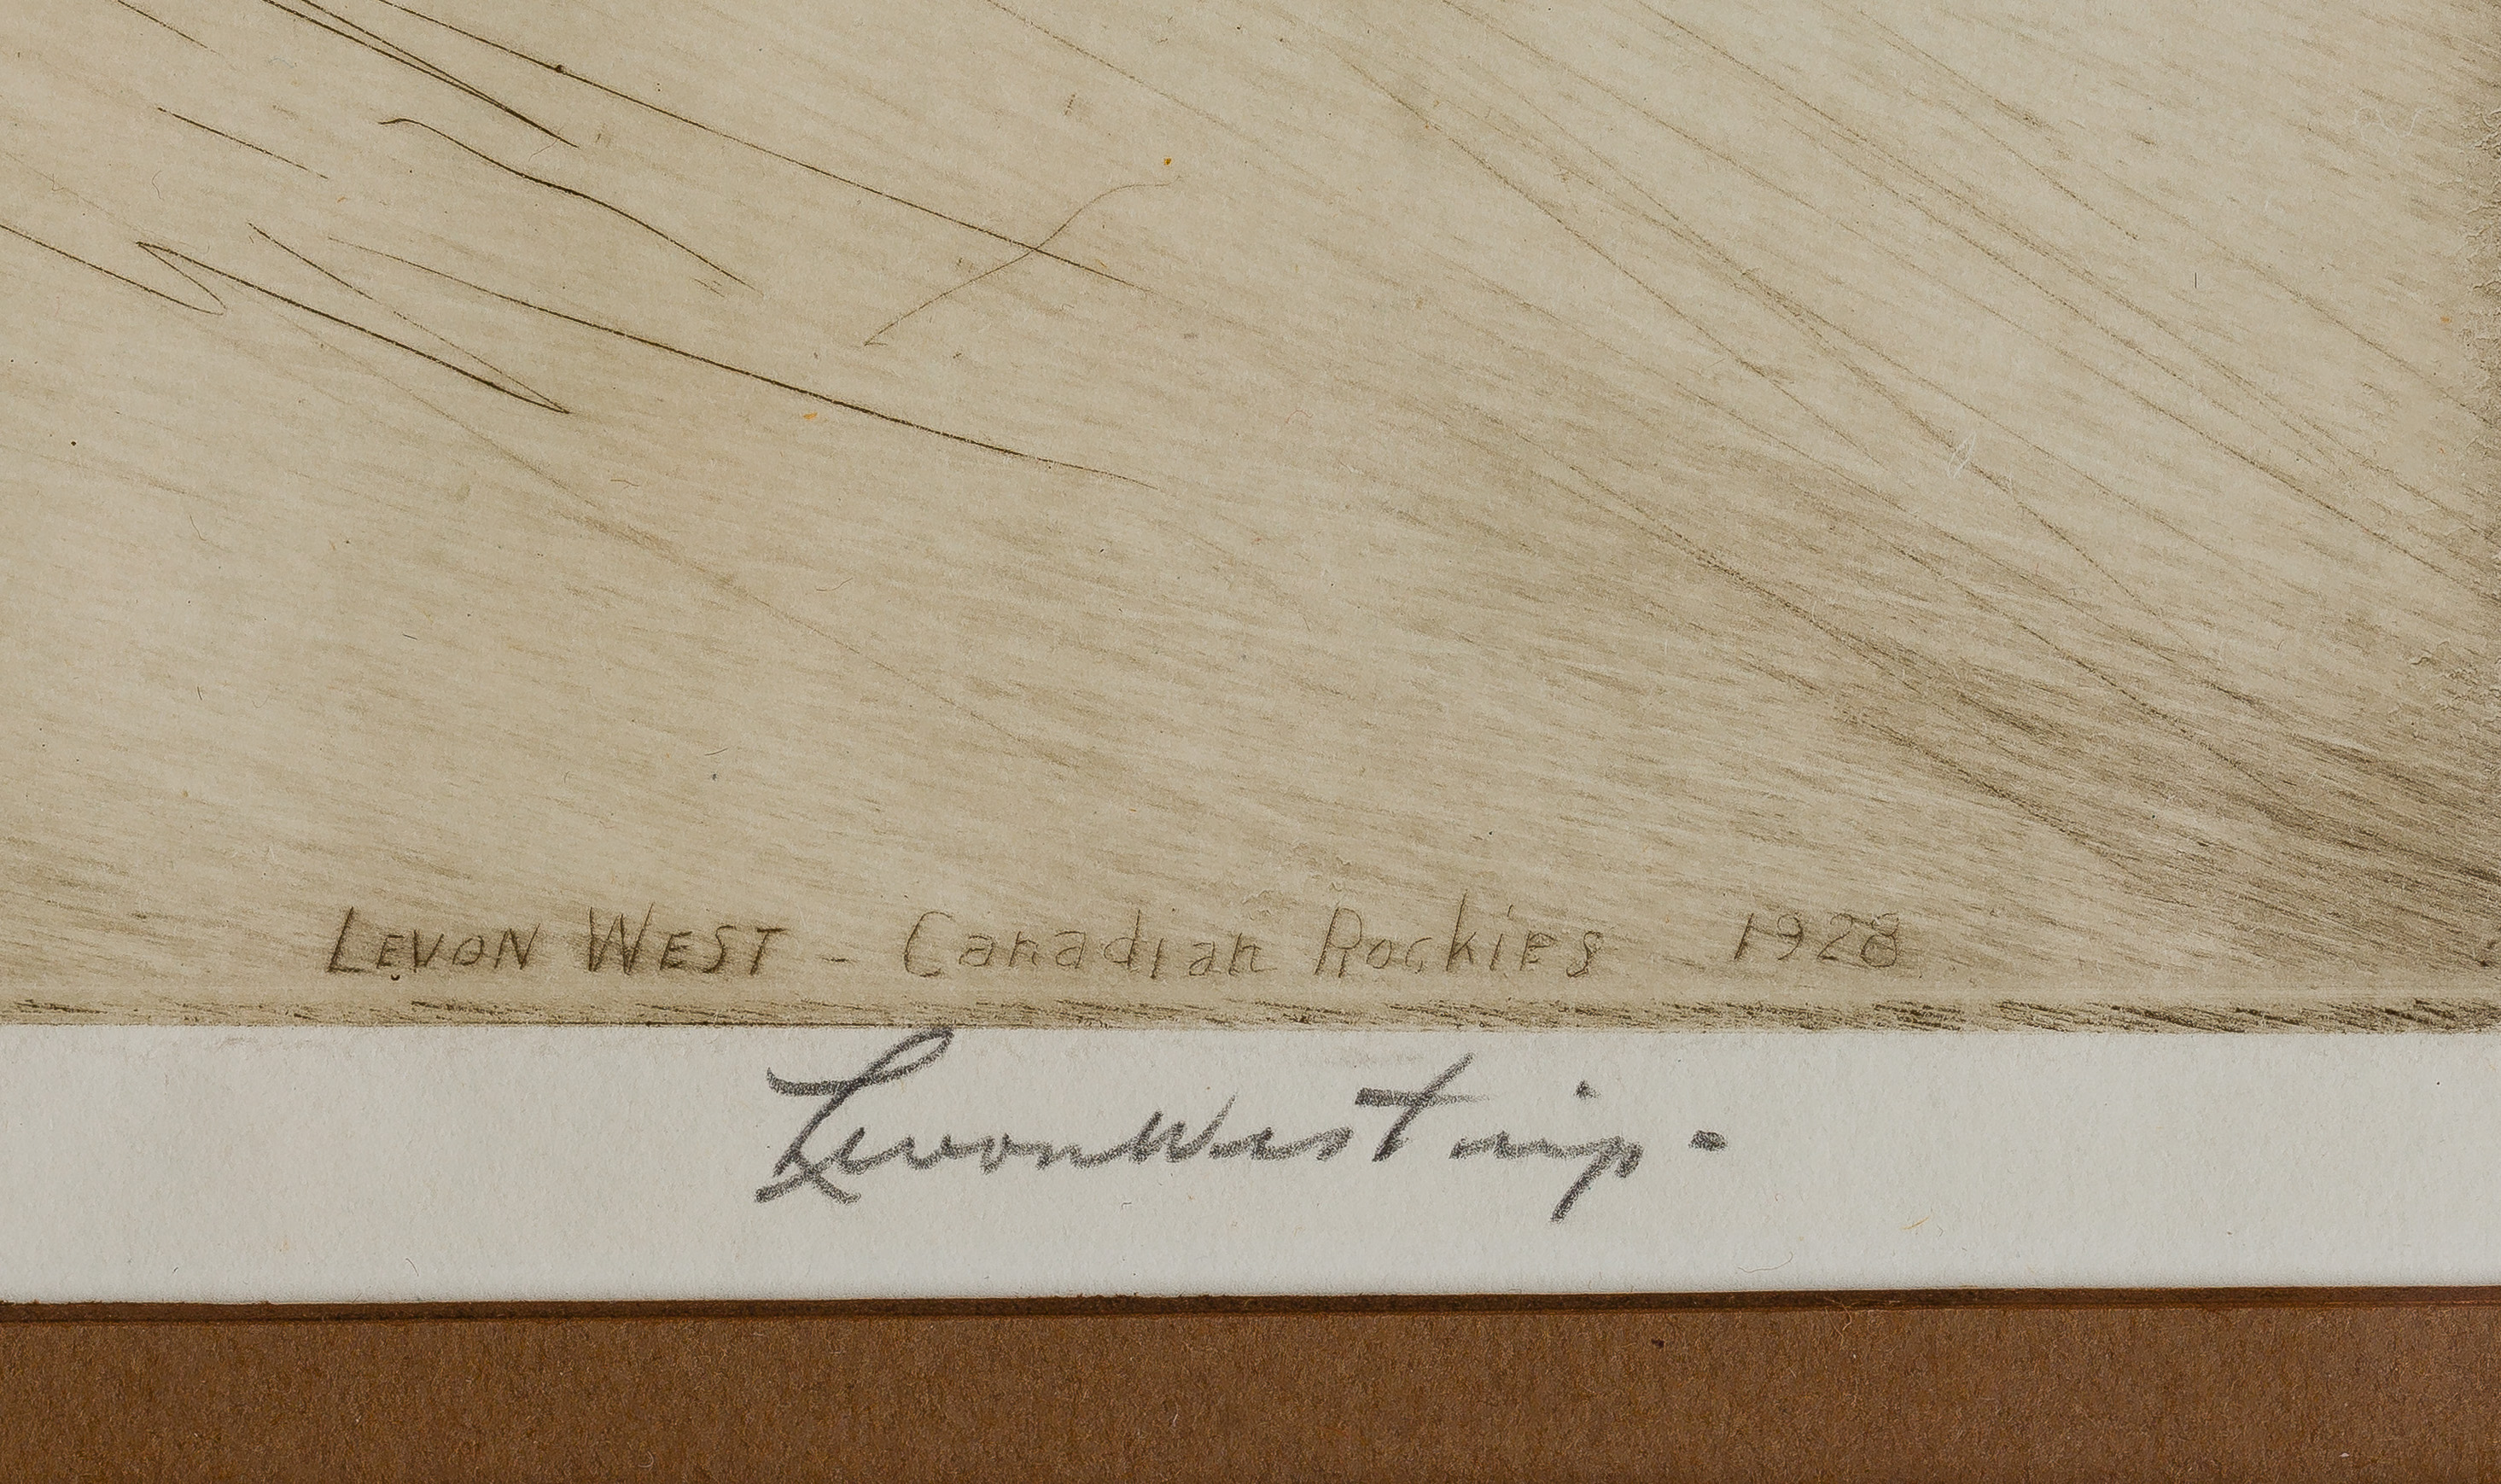 LEVON WEST - Canadian Rockies 1928
Levon West imp -